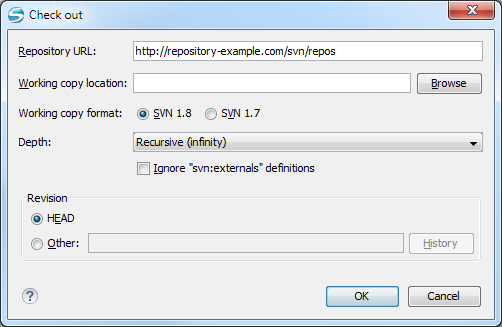 Check out
Repository URL: http://repository-example.com/svn/repos
Working copy location: Browse
Working copy format: SVN 1.8 SVN 1.7
Depth: Recursive (infinity)
Ignore "svn:externals" definitions
Revision
HEAD
Other: History
? OK Cancel